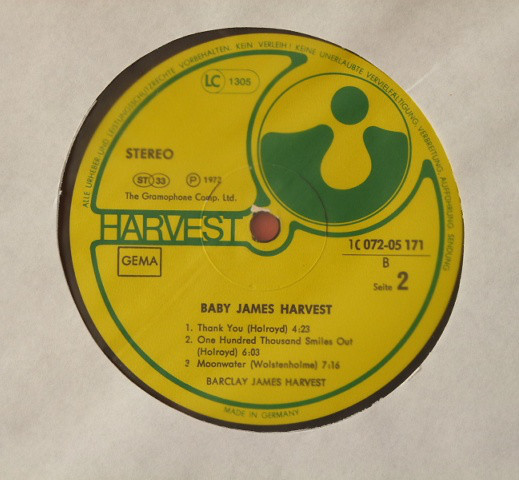 ALLE URHEBER- UND LEISTUNGSSCHUTZRECHTE VORBEHALTEN. KEIN VERLEIH! KEINE UNERLAUBTE VERVIELFÄLTIGUNG, VERMIETUNG, AUFFÜHRUNG, SENDUNG
LC 1305
STEREO
ST 33 P 1972
The Gramophone Comp. Ltd.
HARVEST
GEMA
1C 072-05 171
B
Seite 2
BABY JAMES HARVEST
1. Thank You (Holroyd) 4:23
2. One Hundred Thousand Smiles Out
(Holroyd) 6:03
3 Moonwater (Wolstenholme) 7:16
BARCLAY JAMES HARVEST
MADE IN GERMANY